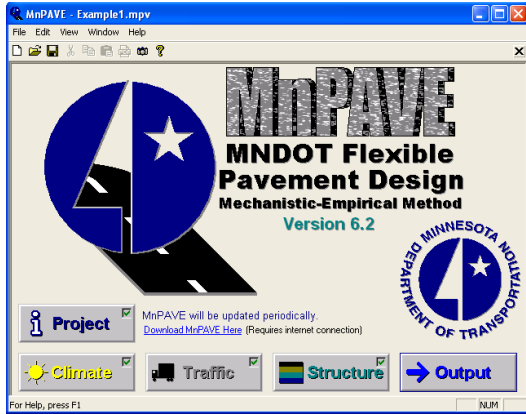 MnPAVE - Example1.mpv
File Edit View Window Help
MnPAVE
MNDOT Flexible
Pavement Design
Mechanistic-Empirical Method
Version 6.2
MINNESOTA
DEPARTMENT OF TRANSPORTATION
Project
MnPAVE will be updated periodically.
Download MnPAVE Here (Requires internet connection)
Climate
Traffic
Structure
Output
For Help, press F1
NUM